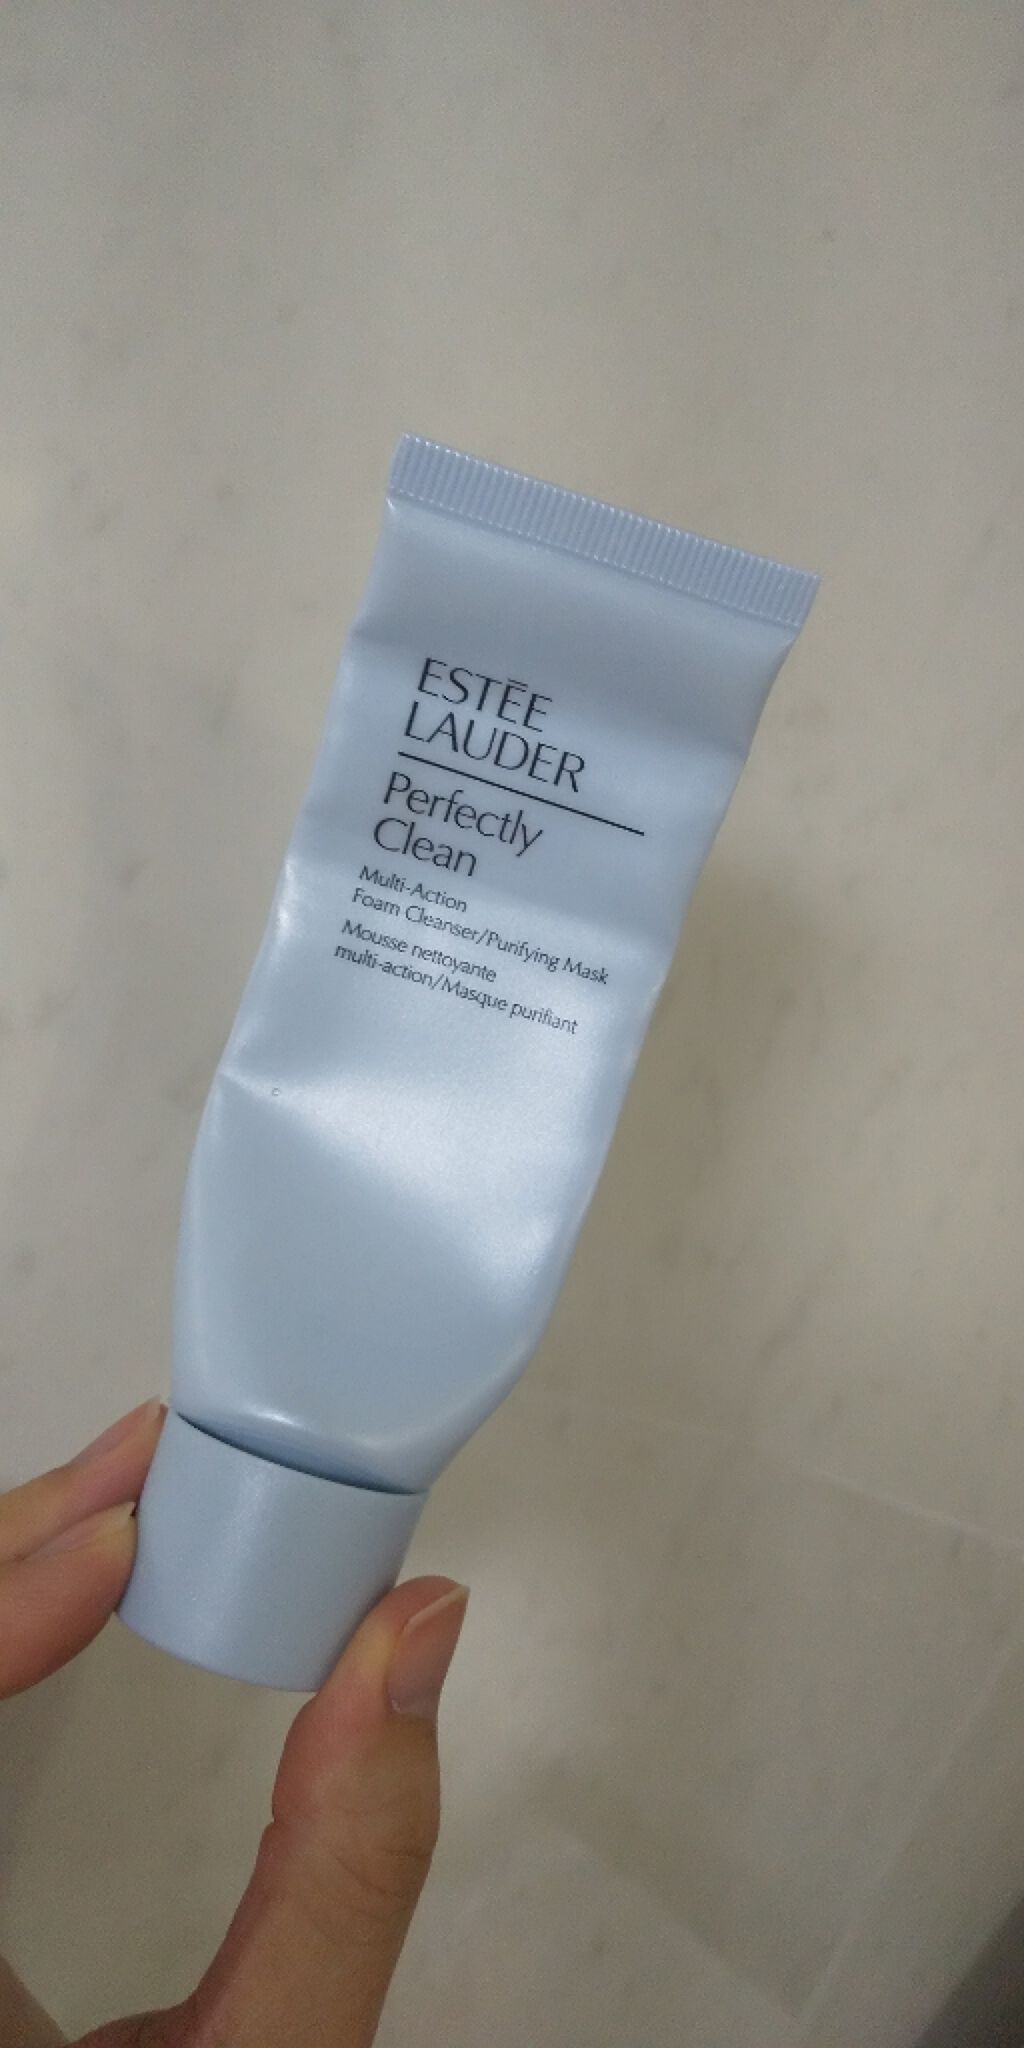 ESTĒE
LAUDER
Perfectly
Clean
Multi-Action
Foam Cleanser/Purifying Mask
Mousse nettoyante
multi-action/Masque purifiant